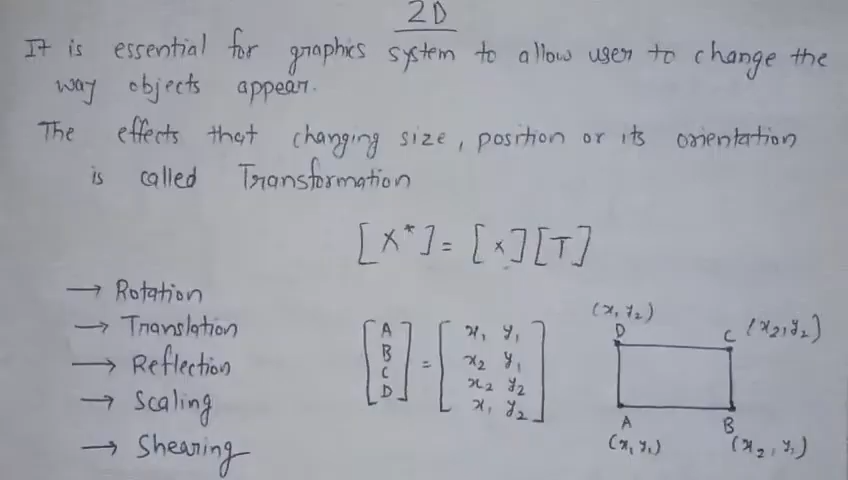 2D
It is essential for graphics system to allow user to change the
way objects appear.
The effects that changing size, position or its orientation
is called Transformation
[X*] = [x][T]
→ Rotation
→ Translation
→ Reflection
→ Scaling
→ Shearing
[A B C D] = [x₁ y₁
x₂ y₁
x₂ y₂
x₁ y₂]
(x₁ y₂)
D
C (x₂, y₂)
A
(x₁ y₁)
B
(x₂, y₁)